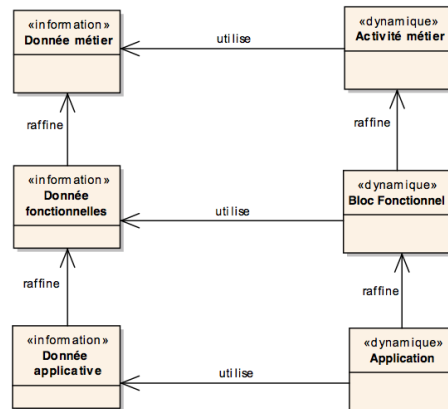 «information»
Donnée métier
«dynamique»
Activité métier
utilise
raffine
raffine
«information»
Donnée
fonctionnelles
«dynamique»
Bloc Fonctionnel
utilise
raffine
raffine
«information»
Donnée
applicative
«dynamique»
Application
utilise